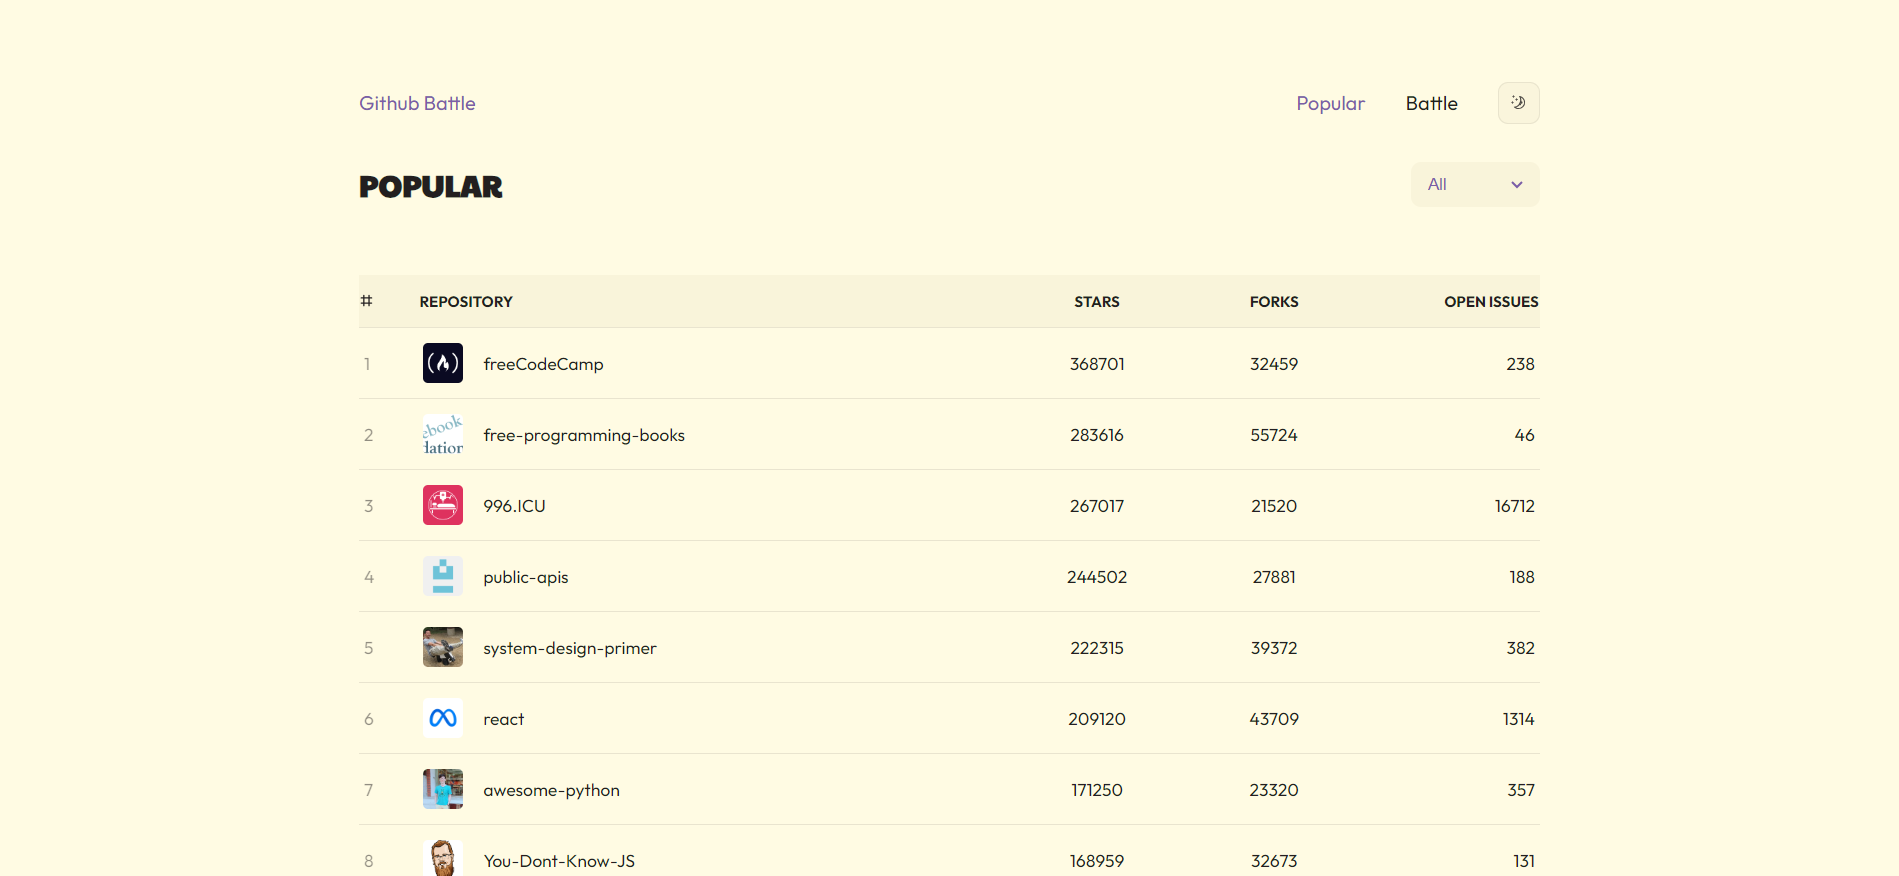 Github Battle Popular Battle
POPULAR All
# REPOSITORY STARS FORKS OPEN ISSUES
1 freeCodeCamp 368701 32459 238
ebook
dation
2 free-programming-books 283616 55724 46
3 996.ICU 267017 21520 16712
4 public-apis 244502 27881 188
5 system-design-primer 222315 39372 382
6 react 209120 43709 1314
7 awesome-python 171250 23320 357
8 You-Dont-Know-JS 168959 32673 131